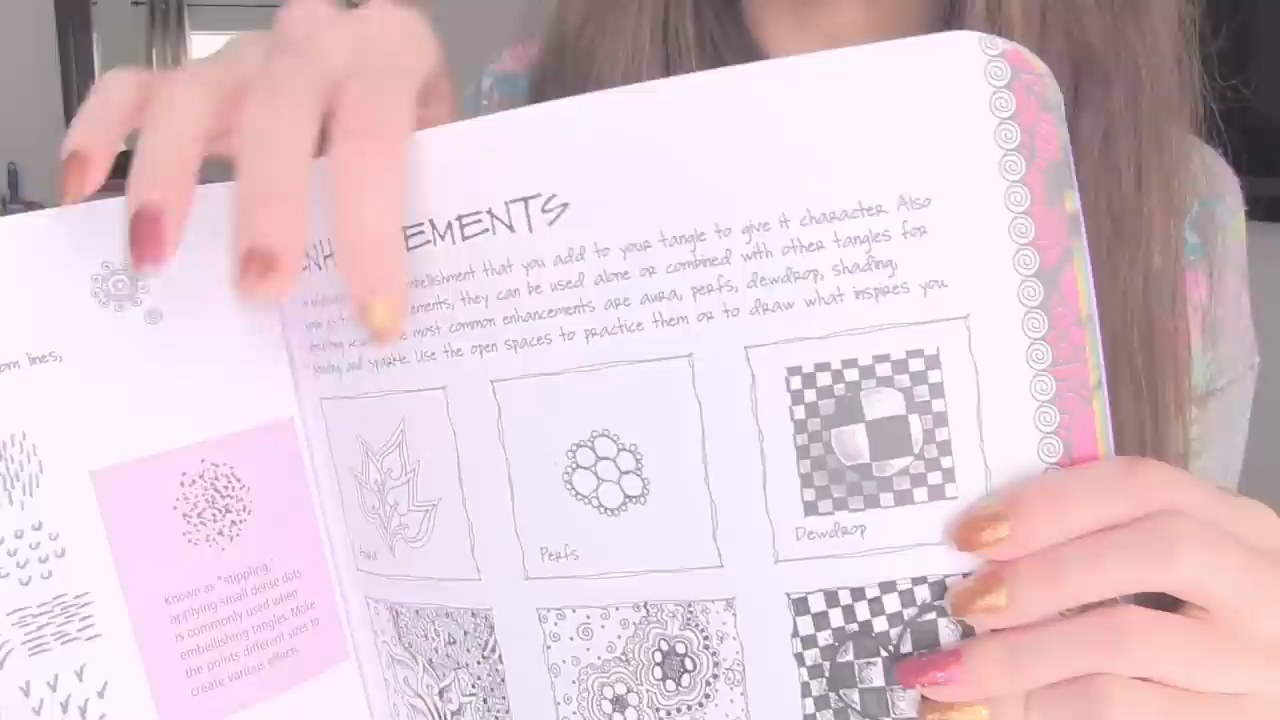 om lines,
Known as "stippling,"
applying small dense dots
is commonly used when
embellishing tangles. Make
the points different sizes to
create various effects.
EMENTS
bellishment that you add to your tangle to give it character. Also
ements, they can be used alone or combined with other tangles for
most common enhancements are aura, perfs, dewdrop, shading,
and sparkle. Use the open spaces to practice them or to draw what inspires you
Perfs
Dewdrop